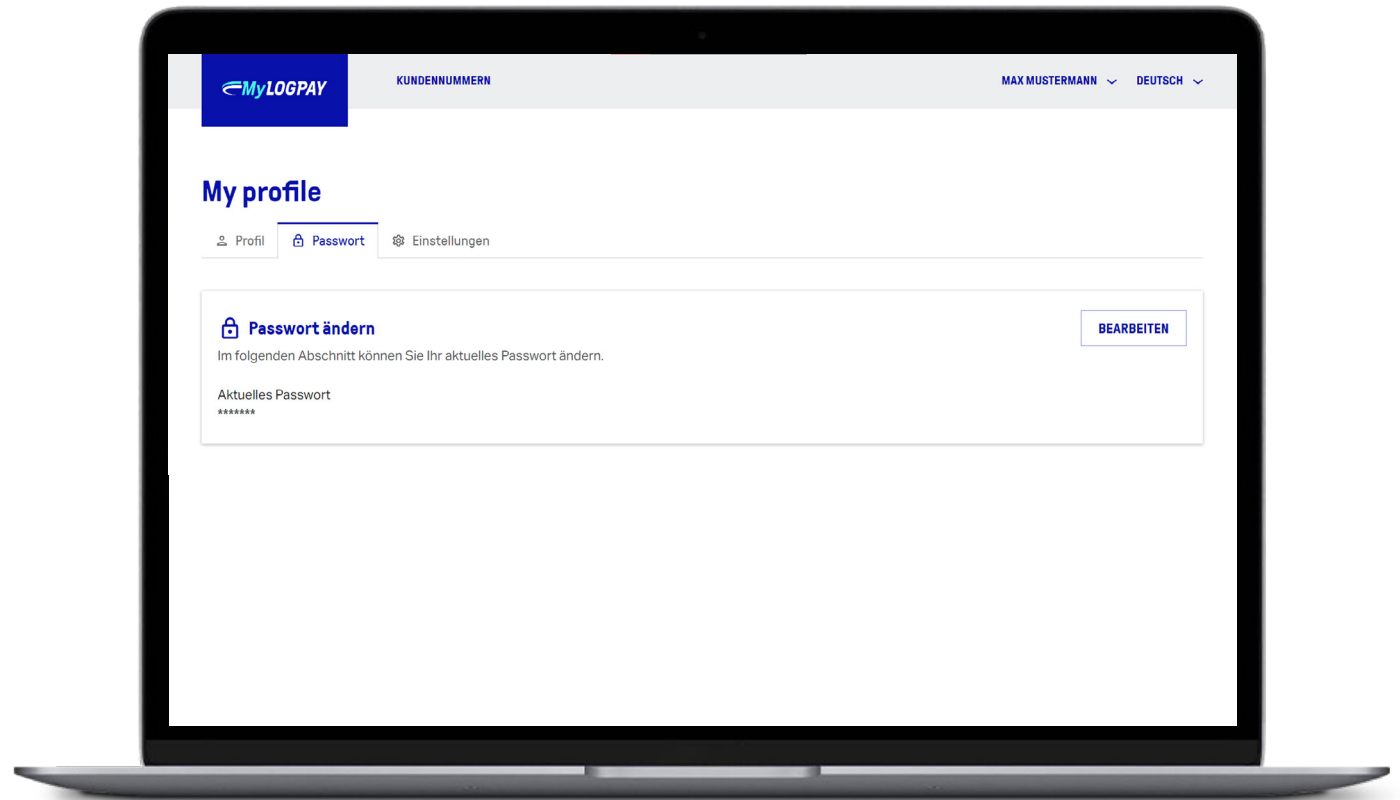 MyLOGPAY
KUNDENNUMMERN
MAX MUSTERMANN
DEUTSCH
My profile
Profil
Passwort
Einstellungen
Passwort ändern
BEARBEITEN
Im folgenden Abschnitt können Sie Ihr aktuelles Passwort ändern.
Aktuelles Passwort
*******